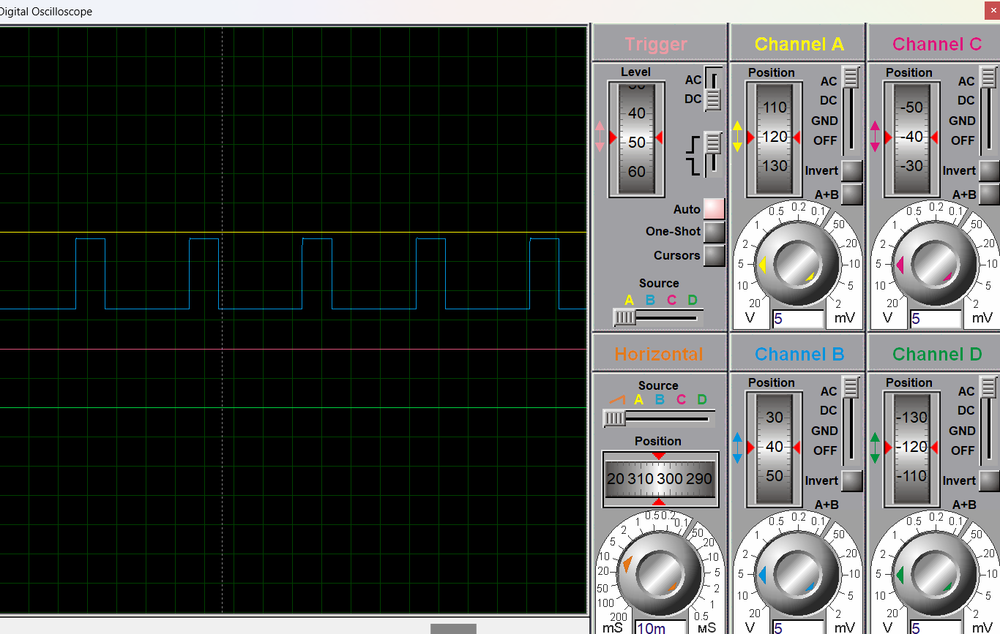 Digital Oscilloscope
Trigger
Level
AC
DC
30
40
50
60
Auto
One-Shot
Cursors
Source
A B C D
Channel A
Position
110
120
130
AC
DC
GND
OFF
Invert
A+B
0.5 0.2 0.1
1 50
2 20
5 10
10 5
20 2
V 5 mV
Channel C
Position
-50
-40
-30
AC
DC
GND
OFF
Invert
A+B
0.5 0.2 0.1
1 50
2 20
5 10
10 5
20 2
V 5 mV
Horizontal
Source
A B C D
Position
20 310 300 290
0.5 0.2 0.1
1 50
2 20
5 10
10 5
20 2
50 1
100 0.5
200
mS 10m µS
Channel B
Position
30
40
50
AC
DC
GND
OFF
Invert
A+B
0.5 0.2 0.1
1 50
2 20
5 10
10 5
20 2
V 5 mV
Channel D
Position
-130
-120
-110
AC
DC
GND
OFF
Invert
A+B
0.5 0.2 0.1
1 50
2 20
5 10
10 5
20 2
V 5 mV